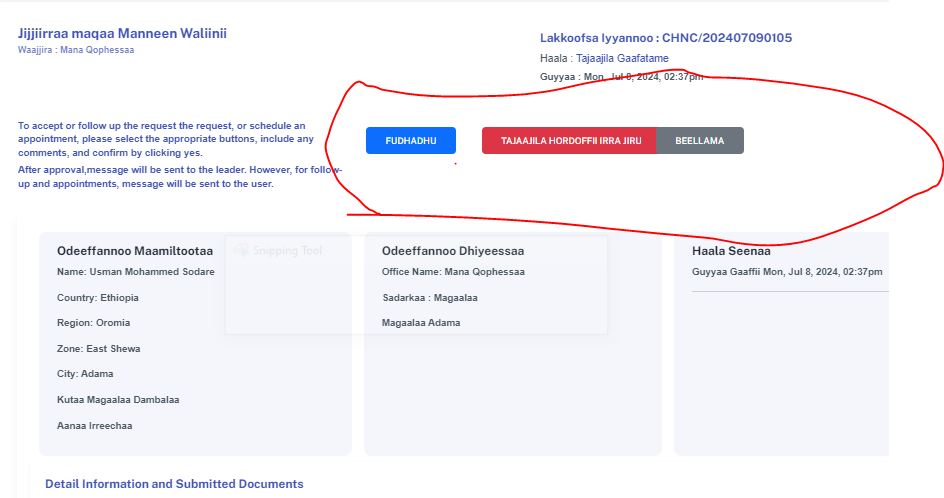 Jijjiirraa maqaa Manneen Waliinii
Waajjira : Mana Qophessaa
Lakkoofsa Iyyannoo : CHNC/202407090105
Haala : Tajaajila Gaafatame
Guyyaa : Mon, Jul 8, 2024, 02:37pm
To accept or follow up the request the request, or schedule an
appointment, please select the appropriate buttons, include any
comments, and confirm by clicking yes.
After approval,message will be sent to the leader. However, for follow-
up and appointments, message will be sent to the user.
FUDHADHU
TAJAAJILA HORDOFFII IRRA JIRU
BEELLAMA
Odeeffannoo Maamiltootaa
Name: Usman Mohammed Sodare
Country: Ethiopia
Region: Oromia
Zone: East Shewa
City: Adama
Kutaa Magaalaa Dambalaa
Aanaa Irreechaa
Snipping Tool
Odeeffannoo Dhiyeessaa
Office Name: Mana Qophessaa
Sadarkaa : Magaalaa
Magaalaa Adama
Haala Seenaa
Guyyaa Gaaffii Mon, Jul 8, 2024, 02:37pm
Detail Information and Submitted Documents